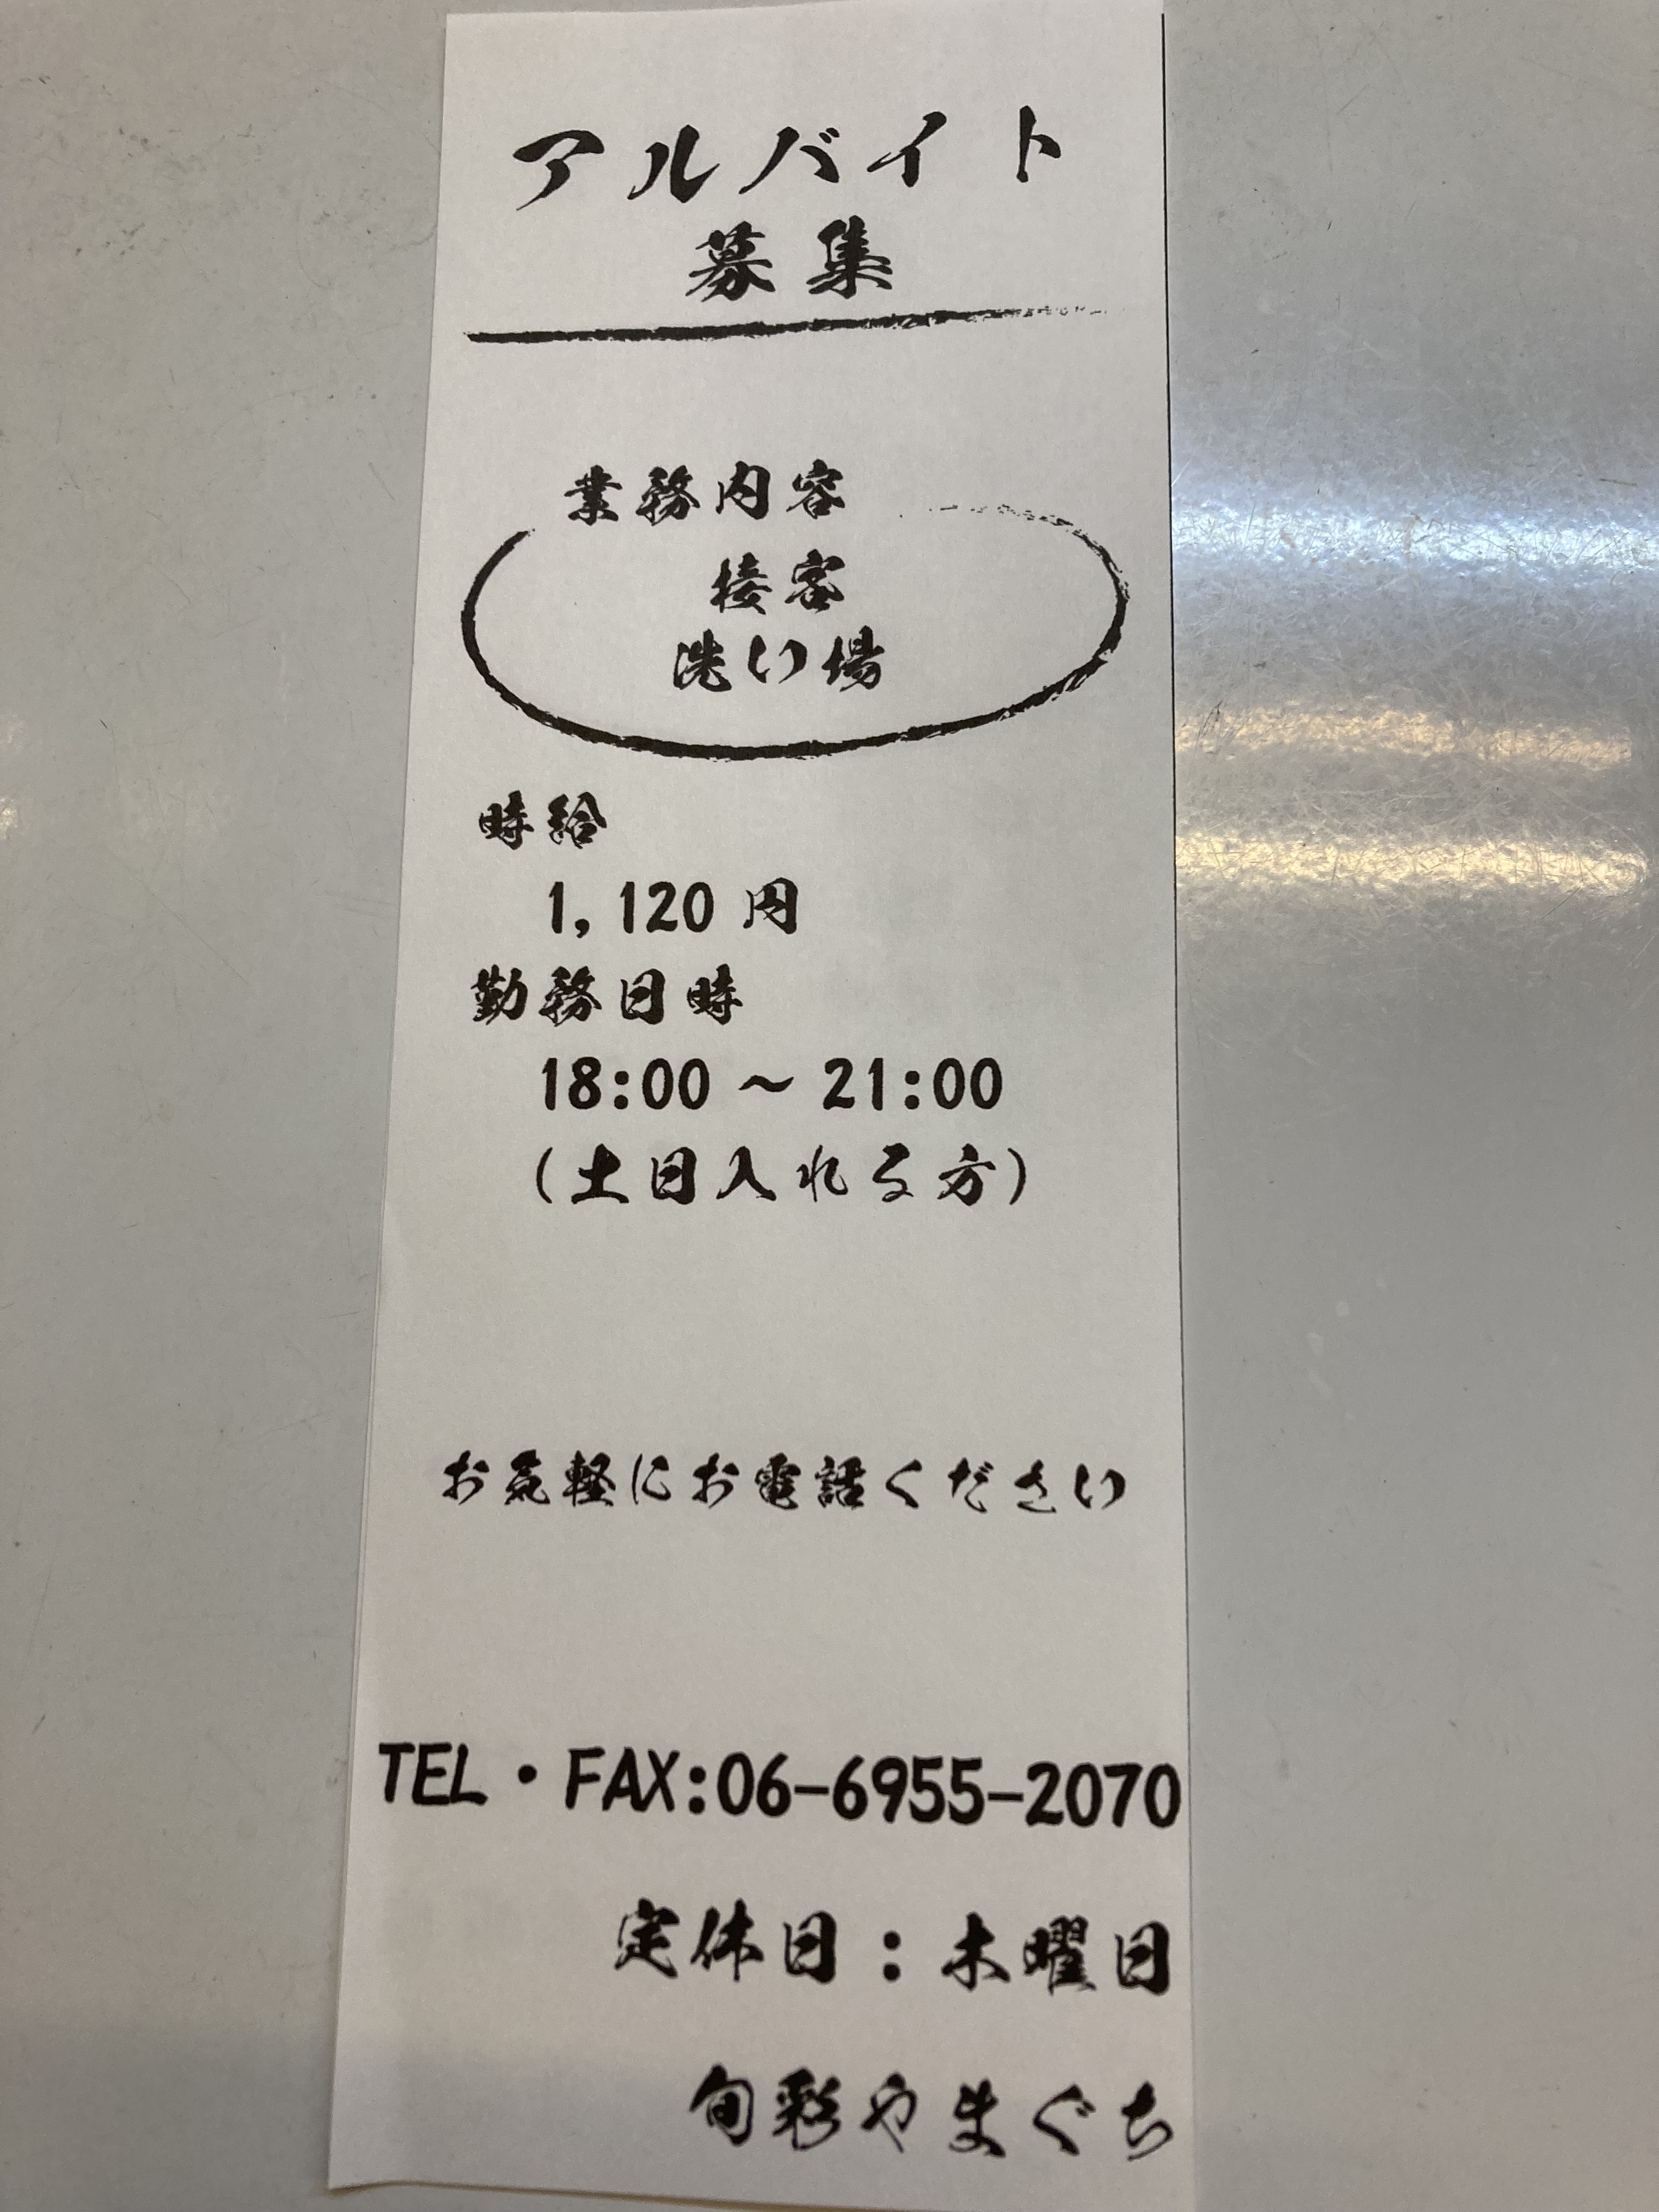 アルバイト
募集
業務内容
接客
洗い場
時給
1,120 円
勤務日時
18:00 ～ 21:00
(土日入れる方)
お気軽にお電話ください
TEL・FAX:06-6955-2070
定休日：木曜日
旬彩やまぐち